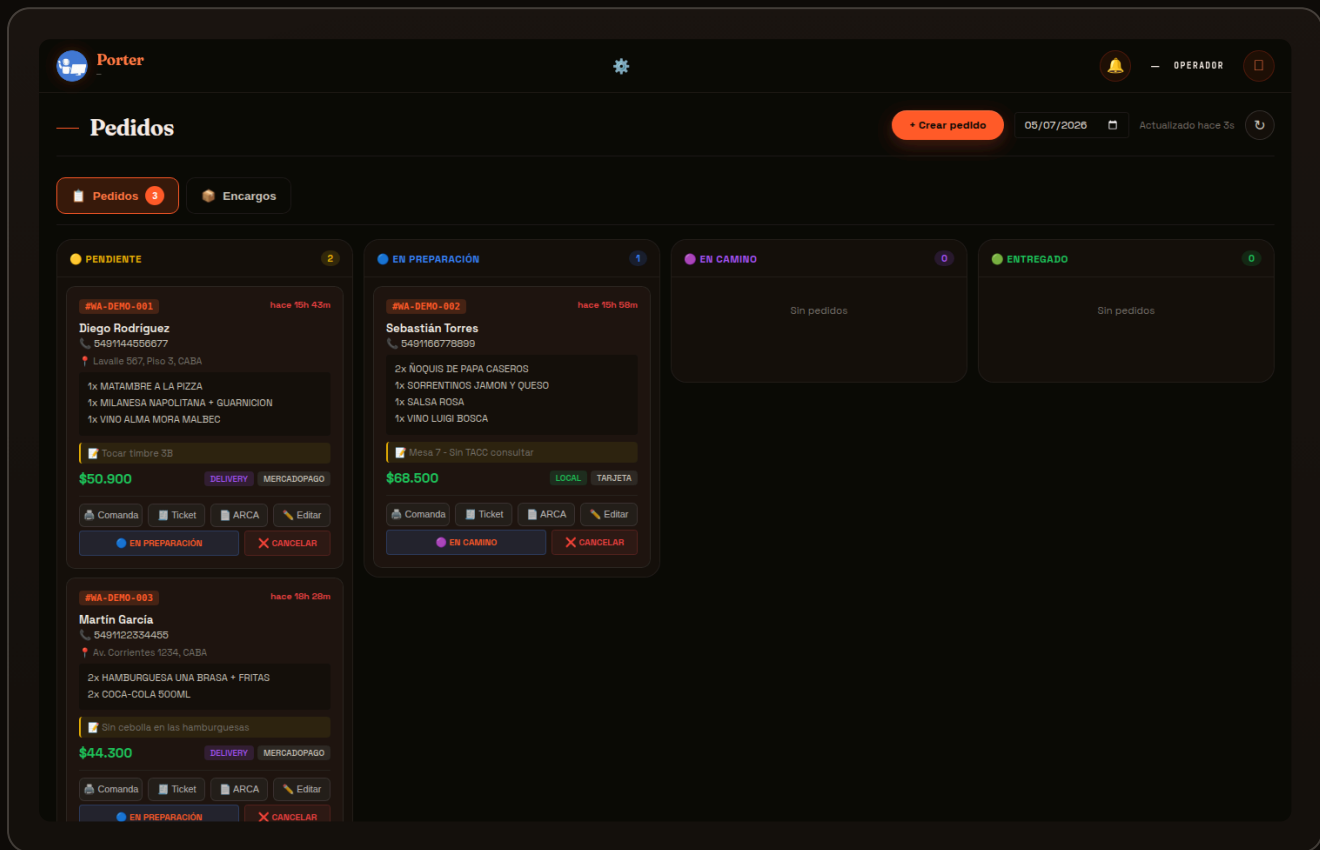 Porter
—
— OPERADOR
— Pedidos
+ Crear pedido
05/07/2026
Actualizado hace 3s
Pedidos 3
Encargos
PENDIENTE 2
#WA-DEMO-001 hace 15h 43m
Diego Rodríguez
5491144556677
Lavalle 567, Piso 3, CABA
1x MATAMBRE A LA PIZZA
1x MILANESA NAPOLITANA + GUARNICION
1x VINO ALMA MORA MALBEC
Tocar timbre 3B
$50.900 DELIVERY MERCADOPAGO
Comanda Ticket ARCA Editar
EN PREPARACIÓN CANCELAR
#WA-DEMO-003 hace 18h 28m
Martín García
5491122334455
Av. Corrientes 1234, CABA
2x HAMBURGUESA UNA BRASA + FRITAS
2x COCA-COLA 500ML
Sin cebolla en las hamburguesas
$44.300 DELIVERY MERCADOPAGO
Comanda Ticket ARCA Editar
EN PREPARACIÓN CANCELAR
EN PREPARACIÓN 1
#WA-DEMO-002 hace 15h 58m
Sebastián Torres
5491166778899
2x ÑOQUIS DE PAPA CASEROS
1x SORRENTINOS JAMON Y QUESO
1x SALSA ROSA
1x VINO LUIGI BOSCA
Mesa 7 - Sin TACC consultar
$68.500 LOCAL TARJETA
Comanda Ticket ARCA Editar
EN CAMINO CANCELAR
EN CAMINO 0
Sin pedidos
ENTREGADO 0
Sin pedidos